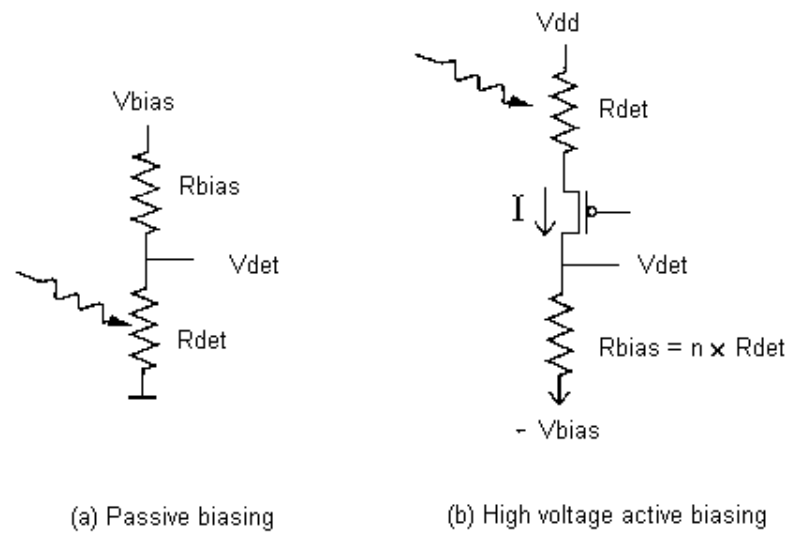 Vbias
Rbias
Vdet
Rdet
(a) Passive biasing
Vdd
Rdet
I
Vdet
Rbias = n × Rdet
- Vbias
(b) High voltage active biasing